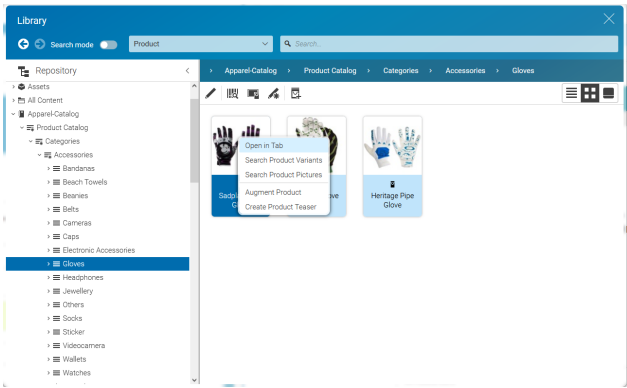 Library
Search mode
Product
Search...
Repository
Apparel-Catalog
Product Catalog
Categories
Accessories
Gloves
Assets
All Content
Apparel-Catalog
Product Catalog
Categories
Accessories
Bandanas
Beach Towels
Beanies
Belts
Cameras
Caps
Electronic Accessories
Gloves
Headphones
Jewellery
Others
Socks
Sticker
Videocamera
Wallets
Watches
Open in Tab
Search Product Variants
Search Product Pictures
Augment Product
Create Product Teaser
Heritage Pipe
Glove